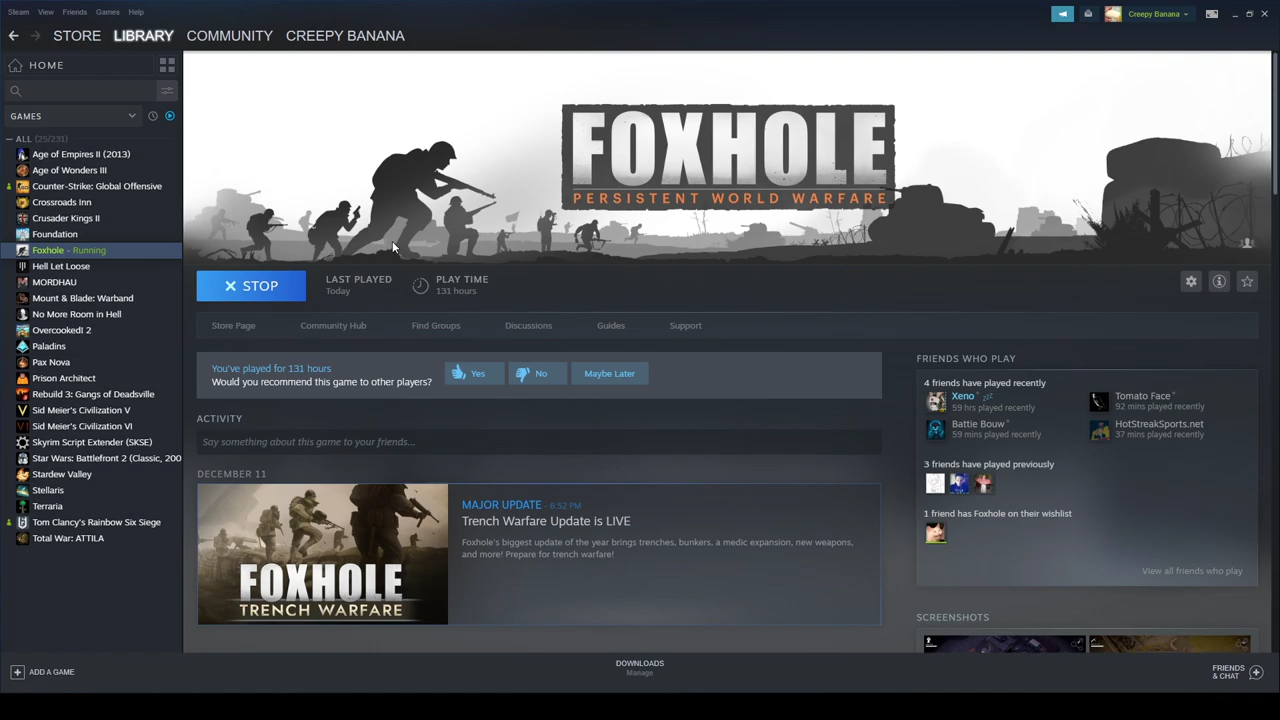 Steam View Friends Games Help
Creepy Banana
STORE LIBRARY COMMUNITY CREEPY BANANA
HOME
GAMES
ALL (25/231)
Age of Empires II (2013)
Age of Wonders III
Counter-Strike: Global Offensive
Crossroads Inn
Crusader Kings II
Foundation
Foxhole - Running
Hell Let Loose
MORDHAU
Mount & Blade: Warband
No More Room in Hell
Overcooked! 2
Paladins
Pax Nova
Prison Architect
Rebuild 3: Gangs of Deadsville
Sid Meier's Civilization V
Sid Meier's Civilization VI
Skyrim Script Extender (SKSE)
Star Wars: Battlefront 2 (Classic, 200
Stardew Valley
Stellaris
Terraria
Tom Clancy's Rainbow Six Siege
Total War: ATTILA
FOXHOLE
PERSISTENT WORLD WARFARE
STOP
LAST PLAYED
Today
PLAY TIME
131 hours
Store Page Community Hub Find Groups Discussions Guides Support
You've played for 131 hours
Would you recommend this game to other players?
Yes No Maybe Later
ACTIVITY
Say something about this game to your friends...
DECEMBER 11
FOXHOLE
TRENCH WARFARE
MAJOR UPDATE - 6:52 PM
Trench Warfare Update is LIVE
Foxhole's biggest update of the year brings trenches, bunkers, a medic expansion, new weapons,
and more! Prepare for trench warfare!
FRIENDS WHO PLAY
4 friends have played recently
Xeno * zzz
59 hrs played recently
Tomato Face *
92 mins played recently
Battie Bouw *
59 mins played recently
HotStreakSports.net
37 mins played recently
3 friends have played previously
1 friend has Foxhole on their wishlist
View all friends who play
SCREENSHOTS
ADD A GAME
DOWNLOADS
Manage
FRIENDS
& CHAT